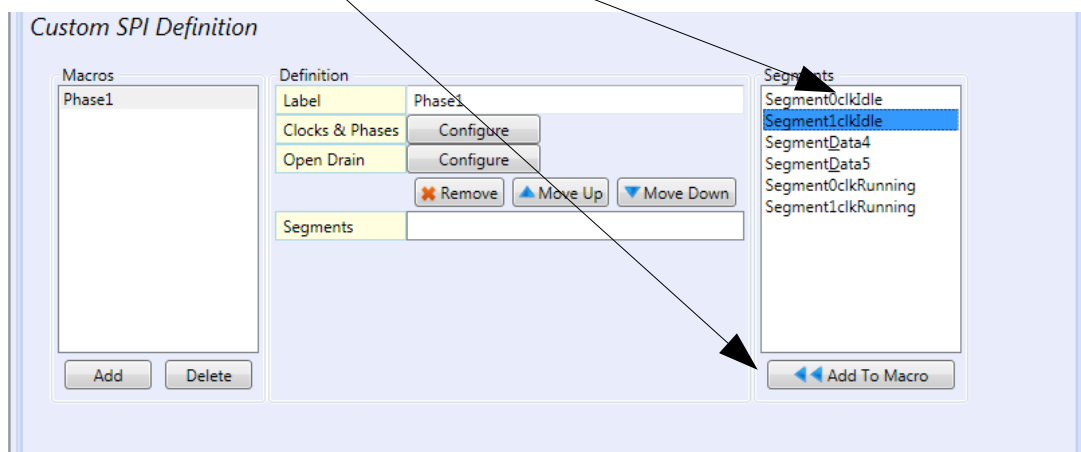 Custom SPI Definition
Macros
Phase1
Add
Delete
Definition
Label
Phase1
Clocks & Phases
Configure
Open Drain
Configure
Remove
Move Up
Move Down
Segments
Segments
Segment0clkIdle
Segment1clkIdle
SegmentData4
SegmentData5
Segment0clkRunning
Segment1clkRunning
Add To Macro